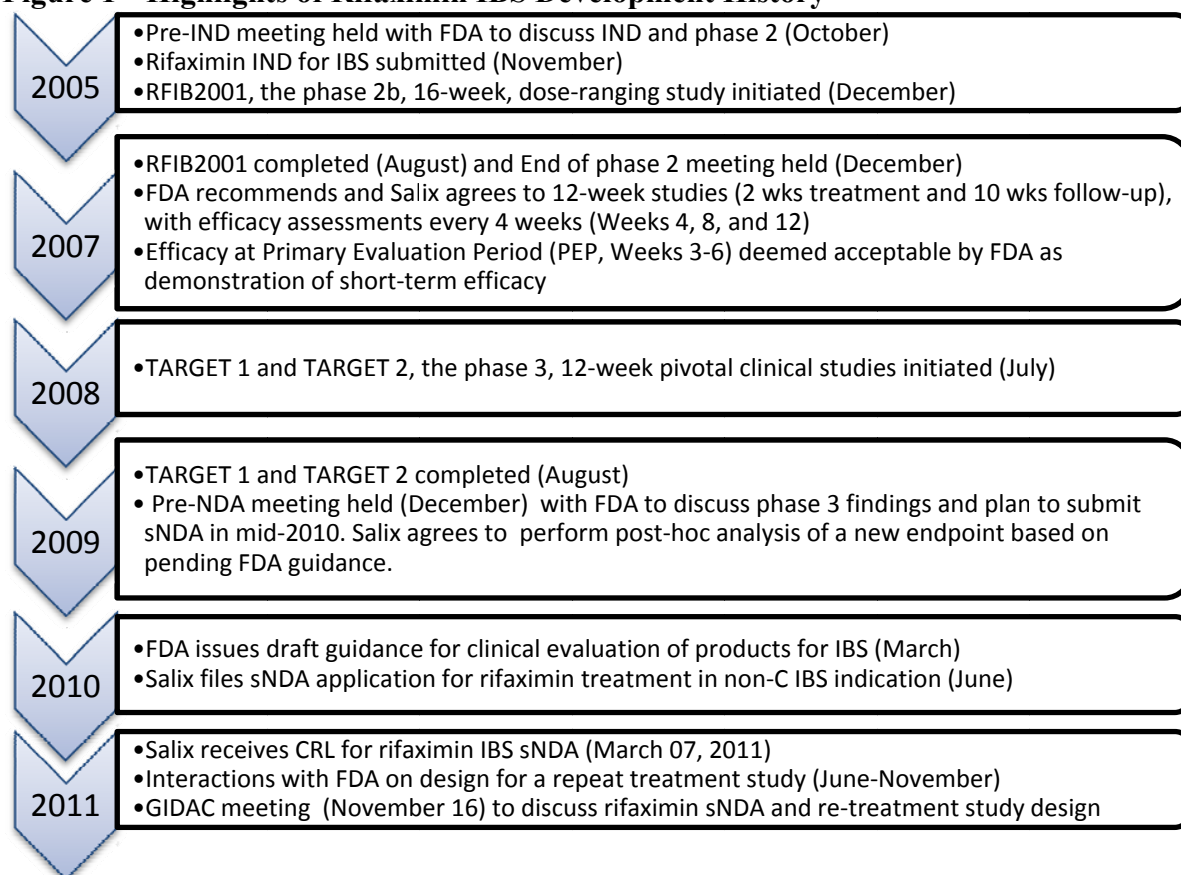 Figure 1 Highlights of Rifaximin IBS Development History
2005
•Pre-IND meeting held with FDA to discuss IND and phase 2 (October)
•Rifaximin IND for IBS submitted (November)
•RFIB2001, the phase 2b, 16-week, dose-ranging study initiated (December)
2007
•RFIB2001 completed (August) and End of phase 2 meeting held (December)
•FDA recommends and Salix agrees to 12-week studies (2 wks treatment and 10 wks follow-up),
with efficacy assessments every 4 weeks (Weeks 4, 8, and 12)
•Efficacy at Primary Evaluation Period (PEP, Weeks 3-6) deemed acceptable by FDA as
demonstration of short-term efficacy
2008
•TARGET 1 and TARGET 2, the phase 3, 12-week pivotal clinical studies initiated (July)
2009
•TARGET 1 and TARGET 2 completed (August)
• Pre-NDA meeting held (December) with FDA to discuss phase 3 findings and plan to submit
sNDA in mid-2010. Salix agrees to perform post-hoc analysis of a new endpoint based on
pending FDA guidance.
2010
•FDA issues draft guidance for clinical evaluation of products for IBS (March)
•Salix files sNDA application for rifaximin treatment in non-C IBS indication (June)
2011
•Salix receives CRL for rifaximin IBS sNDA (March 07, 2011)
•Interactions with FDA on design for a repeat treatment study (June-November)
•GIDAC meeting (November 16) to discuss rifaximin sNDA and re-treatment study design